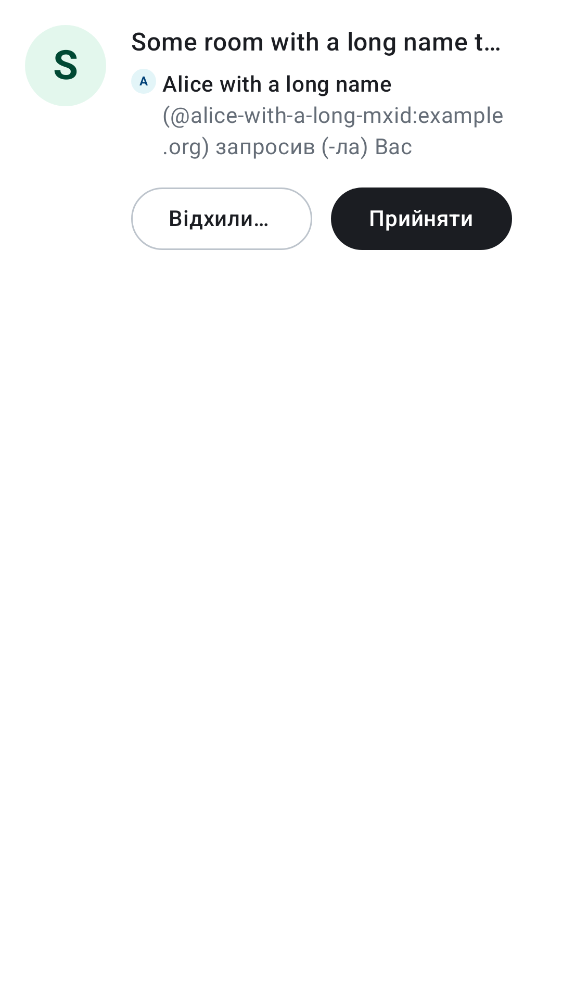 S
Some room with a long name t…
A
Alice with a long name
(@alice-with-a-long-mxid:example
.org) запросив (-ла) Вас
Відхили…
Прийняти